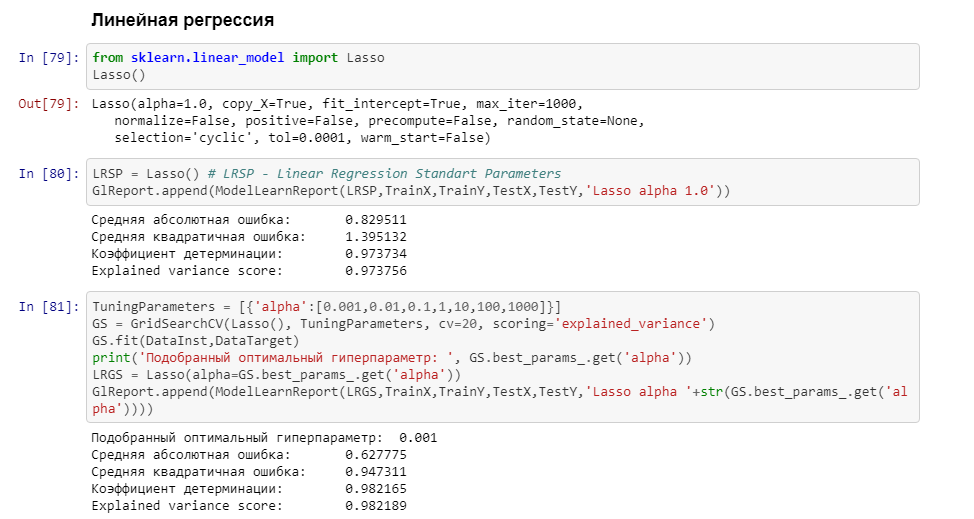 Линейная регрессия
In [79]: from sklearn.linear_model import Lasso
Lasso()
Out[79]: Lasso(alpha=1.0, copy_X=True, fit_intercept=True, max_iter=1000,
normalize=False, positive=False, precompute=False, random_state=None,
selection='cyclic', tol=0.0001, warm_start=False)
In [80]: LRSP = Lasso() # LRSP - Linear Regression Standart Parameters
GlReport.append(ModelLearnReport(LRSP,TrainX,TrainY,TestX,TestY,'Lasso alpha 1.0'))
Средняя абсолютная ошибка: 0.829511
Средняя квадратичная ошибка: 1.395132
Коэффициент детерминации: 0.973734
Explained variance score: 0.973756
In [81]: TuningParameters = [{'alpha':[0.001,0.01,0.1,1,10,100,1000]}]
GS = GridSearchCV(Lasso(), TuningParameters, cv=20, scoring='explained_variance')
GS.fit(DataInst,DataTarget)
print('Подобранный оптимальный гиперпараметр: ', GS.best_params_.get('alpha'))
LRGS = Lasso(alpha=GS.best_params_.get('alpha'))
GlReport.append(ModelLearnReport(LRGS,TrainX,TrainY,TestX,TestY,'Lasso alpha '+str(GS.best_params_.get('al
pha'))))
Подобранный оптимальный гиперпараметр:  0.001
Средняя абсолютная ошибка: 0.627775
Средняя квадратичная ошибка: 0.947311
Коэффициент детерминации: 0.982165
Explained variance score: 0.982189